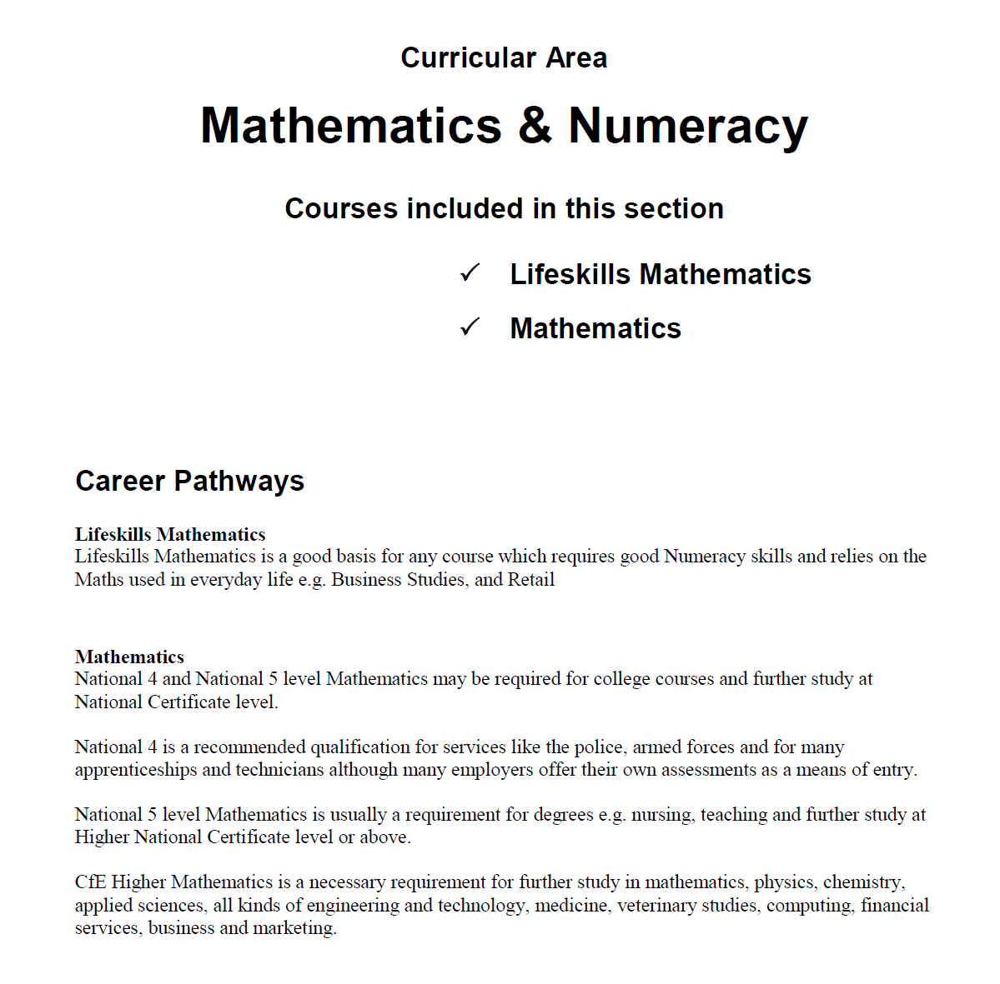 Curricular Area
Mathematics & Numeracy
Courses included in this section
✓ Lifeskills Mathematics
✓ Mathematics
Career Pathways
Lifeskills Mathematics
Lifeskills Mathematics is a good basis for any course which requires good Numeracy skills and relies on the
Maths used in everyday life e.g. Business Studies, and Retail
Mathematics
National 4 and National 5 level Mathematics may be required for college courses and further study at
National Certificate level.
National 4 is a recommended qualification for services like the police, armed forces and for many
apprenticeships and technicians although many employers offer their own assessments as a means of entry.
National 5 level Mathematics is usually a requirement for degrees e.g. nursing, teaching and further study at
Higher National Certificate level or above.
CfE Higher Mathematics is a necessary requirement for further study in mathematics, physics, chemistry,
applied sciences, all kinds of engineering and technology, medicine, veterinary studies, computing, financial
services, business and marketing.